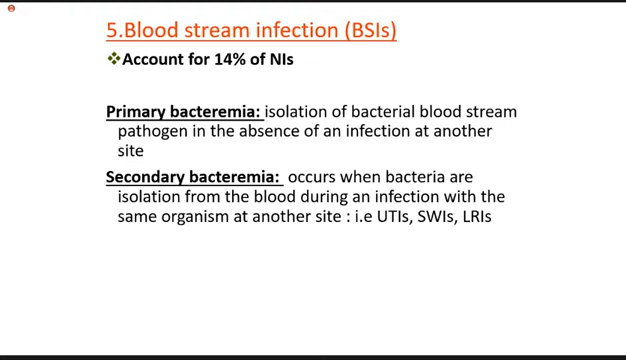 5.Blood stream infection (BSIs)
❖Account for 14% of NIs
Primary bacteremia: isolation of bacterial blood stream
pathogen in the absence of an infection at another
site
Secondary bacteremia:  occurs when bacteria are
isolation from the blood during an infection with the
same organism at another site : i.e UTIs, SWIs, LRIs